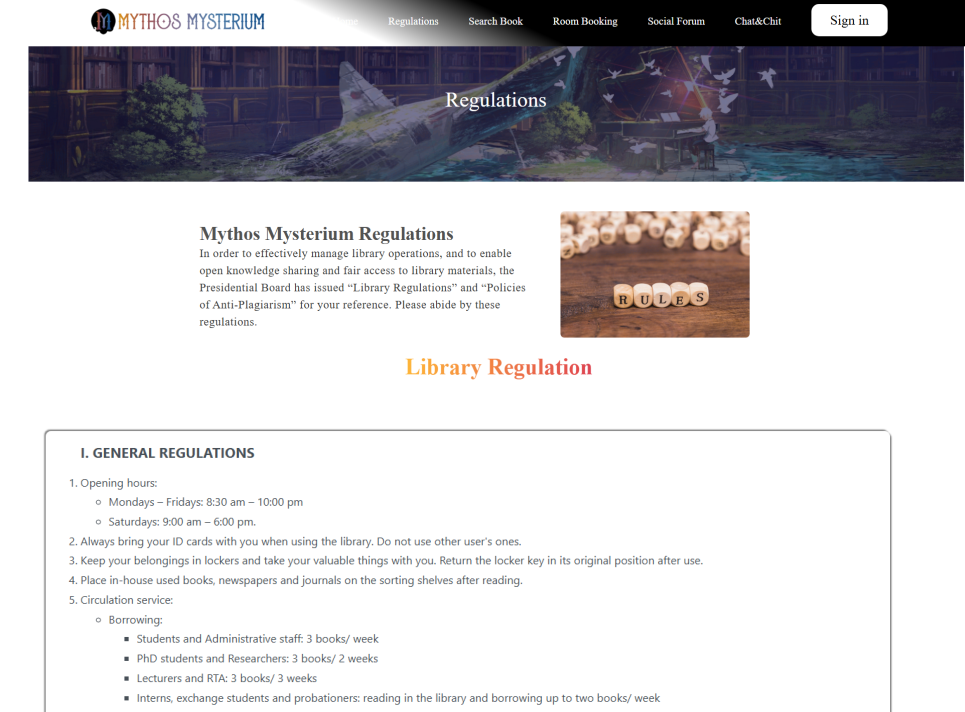 MYTHOS MYSTERIUM
Home
Regulations
Search Book
Room Booking
Social Forum
Chat&Chit
Sign in
Regulations
Mythos Mysterium Regulations
In order to effectively manage library operations, and to enable
open knowledge sharing and fair access to library materials, the
Presidential Board has issued “Library Regulations” and “Policies
of Anti-Plagiarism” for your reference. Please abide by these
regulations.
RULES
Library Regulation
I. GENERAL REGULATIONS
1. Opening hours:
Mondays – Fridays: 8:30 am – 10:00 pm
Saturdays: 9:00 am – 6:00 pm.
2. Always bring your ID cards with you when using the library. Do not use other user’s ones.
3. Keep your belongings in lockers and take your valuable things with you. Return the locker key in its original position after use.
4. Place in-house used books, newspapers and journals on the sorting shelves after reading.
5. Circulation service:
Borrowing:
Students and Administrative staff: 3 books/ week
PhD students and Researchers: 3 books/ 2 weeks
Lecturers and RTA: 3 books/ 3 weeks
Interns, exchange students and probationers: reading in the library and borrowing up to two books/ week